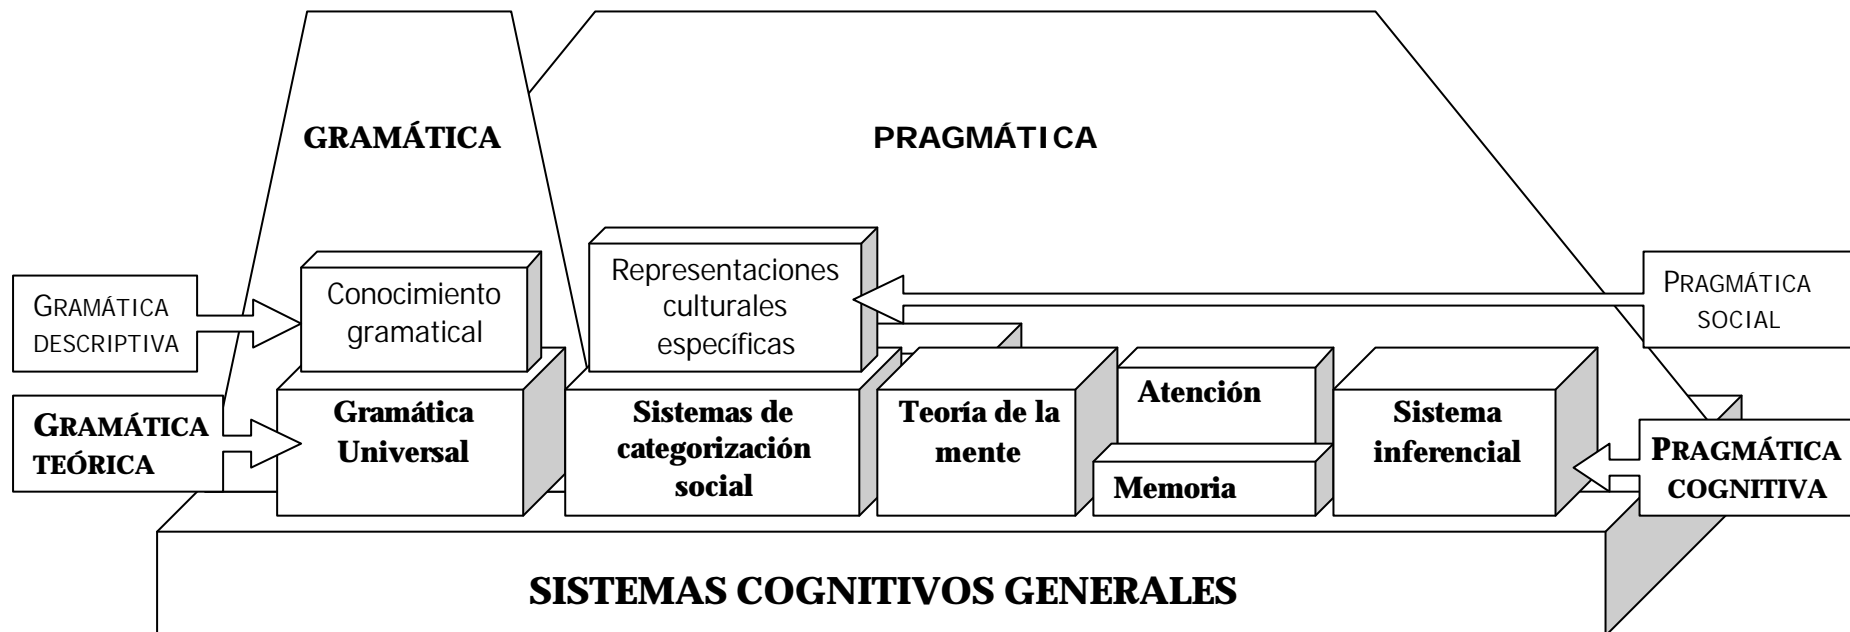 GRAMÁTICA
PRAGMÁTICA
Conocimiento
gramatical
Representaciones
culturales
específicas
GRAMÁTICA
DESCRIPTIVA
PRAGMÁTICA
SOCIAL
GRAMÁTICA
TEÓRICA
Gramática
Universal
Sistemas de
categorización
social
Teoría de la
mente
Atención
Memoria
Sistema
inferencial
PRAGMÁTICA
COGNITIVA
SISTEMAS COGNITIVOS GENERALES